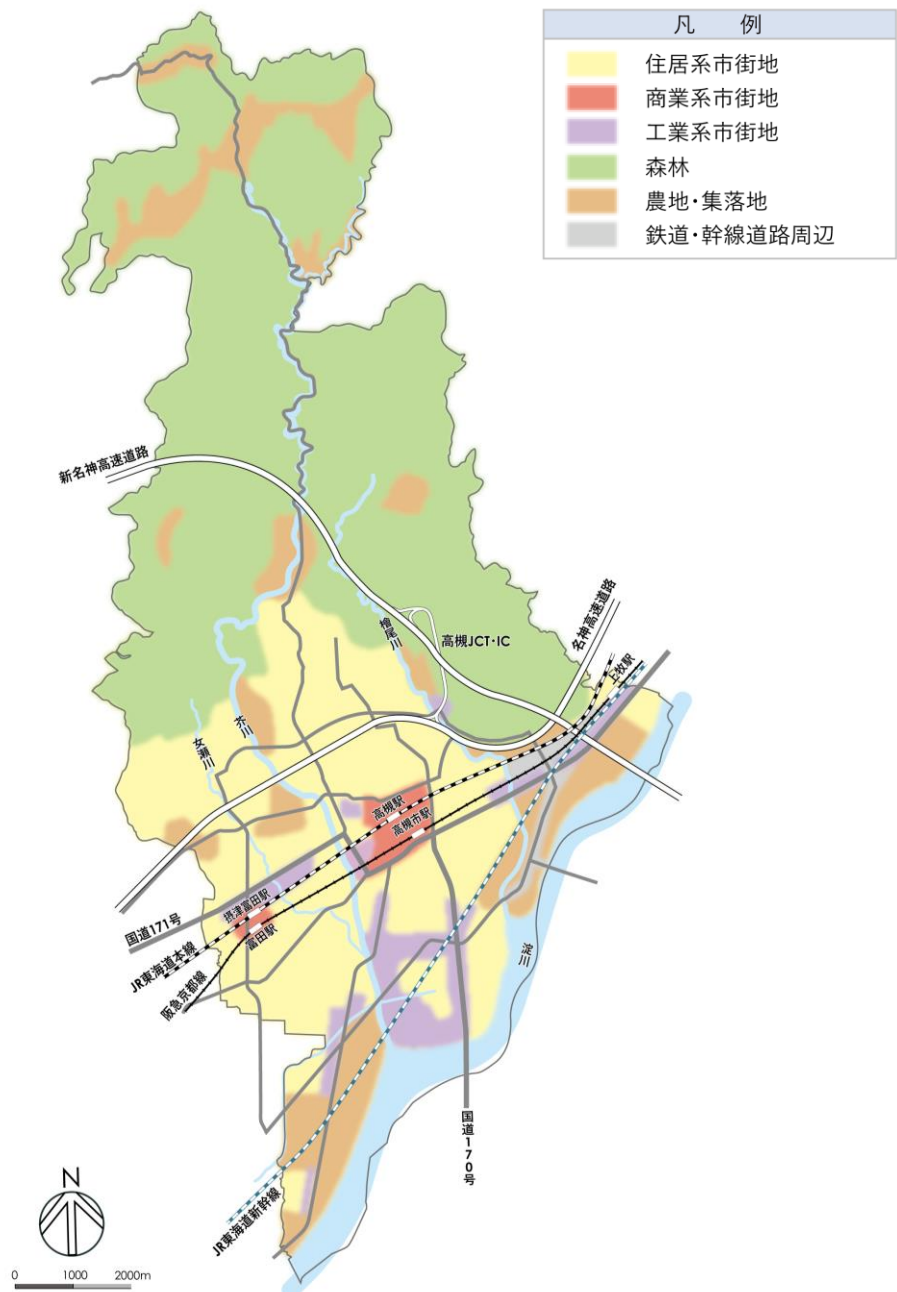 凡　例
住居系市街地
商業系市街地
工業系市街地
森林
農地・集落地
鉄道・幹線道路周辺
新名神高速道路
名神高速道路
檜尾川
高槻JCT・IC
上牧駅
女瀬川
芥川
高槻駅
高槻市駅
摂津富田駅
富田駅
国道171号
JR東海道本線
阪急京都線
淀川
国道170号
JR東海道新幹線
N
0 1000 2000m